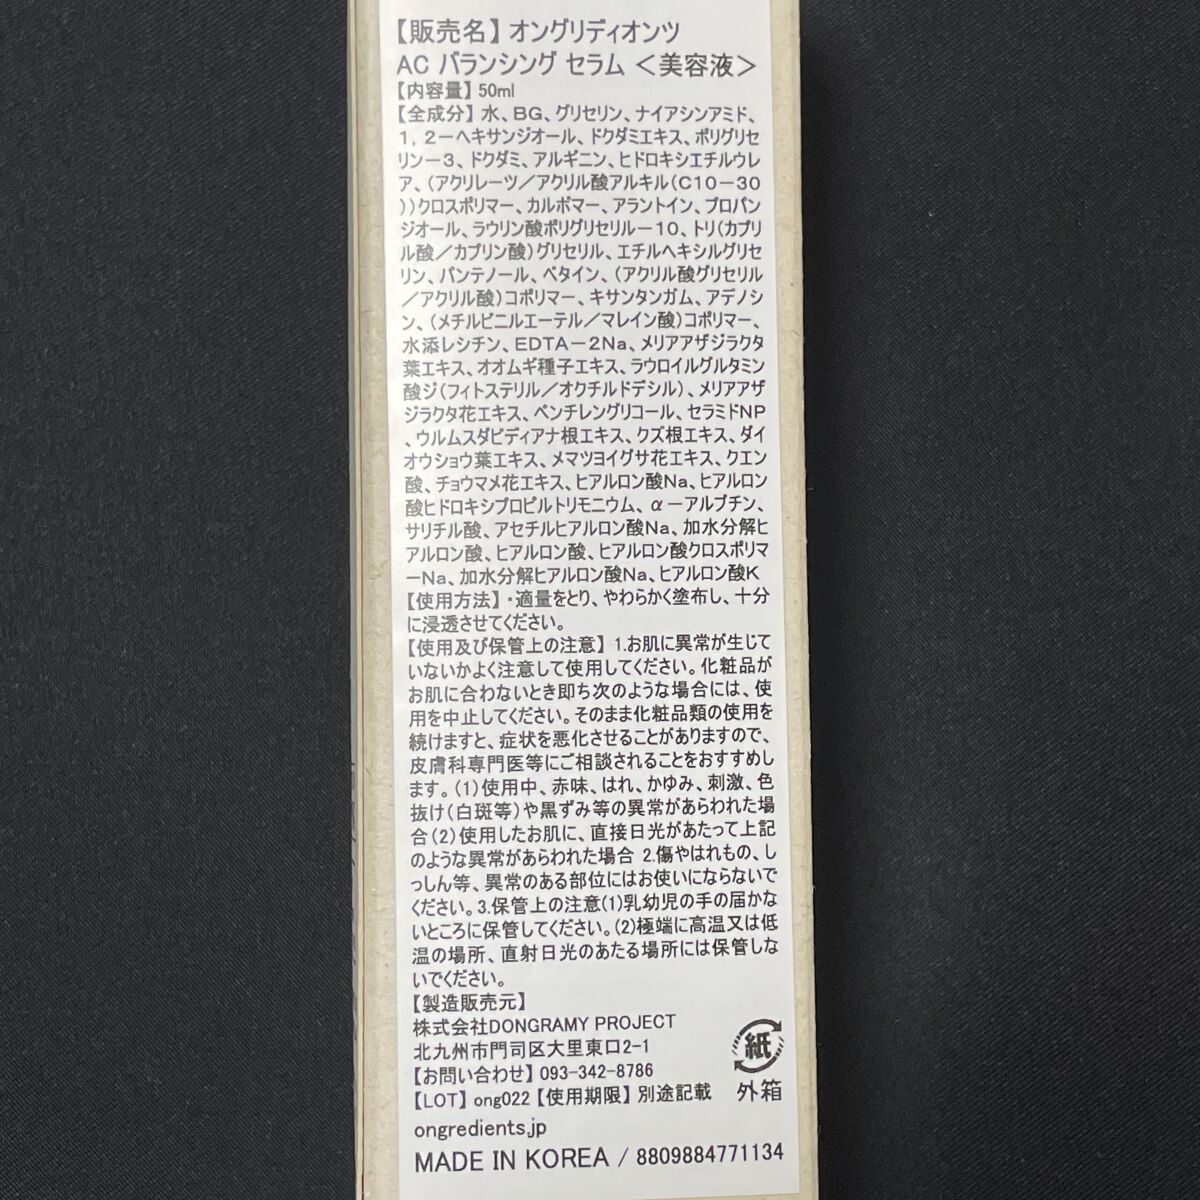 【販売名】オングリディオンツ
AC バランシング セラム ＜美容液＞
【内容量】50ml
【全成分】水、BG、グリセリン、ナイアシンアミド、
1，2－ヘキサンジオール、ドクダミエキス、ポリグリセ
リン－3、ドクダミ、アルギニン、ヒドロキシエチルウレ
ア、（アクリレーツ／アクリル酸アルキル（C10－30
））クロスポリマー、カルボマー、アラントイン、プロパン
ジオール、ラウリン酸ポリグリセリル－10、トリ（カプリ
ル酸／カプリン酸）グリセリル、エチルヘキシルグリセ
リン、パンテノール、ベタイン、（アクリル酸グリセリル
／アクリル酸）コポリマー、キサンタンガム、アデノシ
ン、（メチルビニルエーテル／マレイン酸）コポリマー、
水添レシチン、EDTA－2Na、メリアアザジラクタ
葉エキス、オオムギ種子エキス、ラウロイルグルタミン
酸ジ（フィトステリル／オクチルドデシル）、メリアアザ
ジラクタ花エキス、ペンチレングリコール、セラミドNP
、ウルムスダビディアナ根エキス、クズ根エキス、ダイ
オウショウ葉エキス、メマツヨイグサ花エキス、クエン
酸、チョウマメ花エキス、ヒアルロン酸Na、ヒアルロン
酸ヒドロキシプロピルトリモニウム、α－アルブチン、
サリチル酸、アセチルヒアルロン酸Na、加水分解ヒ
アルロン酸、ヒアルロン酸、ヒアルロン酸クロスポリマ
ーNa、加水分解ヒアルロン酸Na、ヒアルロン酸K
【使用方法】・適量をとり、やわらかく塗布し、十分
に浸透させてください。
【使用及び保管上の注意】1.お肌に異常が生じて
いないかよく注意して使用してください。化粧品が
お肌に合わないとき即ち次のような場合には、使
用を中止してください。そのまま化粧品類の使用を
続けますと、症状を悪化させることがありますので、
皮膚科専門医等にご相談されることをおすすめし
ます。（1）使用中、赤味、はれ、かゆみ、刺激、色
抜け（白斑等）や黒ずみ等の異常があらわれた場
合（2）使用したお肌に、直接日光があたって上記
のような異常があらわれた場合 2.傷やはれもの、し
っしん等、異常のある部位にはお使いにならないで
ください。3.保管上の注意（1）乳幼児の手の届かな
いところに保管してください。（2）極端に高温又は低
温の場所、直射日光のあたる場所には保管しな
いでください。
【製造販売元】
株式会社DONGRAMY PROJECT
北九州市門司区大里東口2-1
【お問い合わせ】093-342-8786
【LOT】ong022【使用期限】別途記載
ongredients.jp
MADE IN KOREA / 8809884771134
紙
外箱